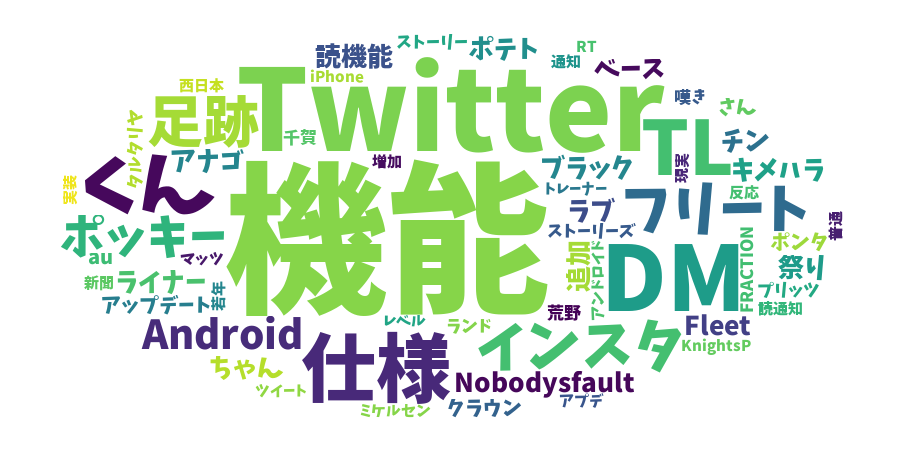 ストーリー
ポテト
RT
読機能
iPhone
通知
ベース
西日本
Twitter
嘆き
さん
足跡
千賀
TL
チン
タルタリヤ
アナゴ
増加
ブラック
現実
キメハラ
実装
くん
機能
トレーナー
フリート
反応
ラブ
普通
ポッキー
ストーリーズ
ポンタ
au
マッツ
追加
アンドロイド
DM
FRACTION
祭り
新聞
ライナー
若年
プリッツ
アップデート
荒野
読通知
Android
レベル
ランド
Fleet
仕様
インスタ
KnightsP
ちゃん
Nobodysfault
ツイート
ミケルセン
クラウン
アプデ